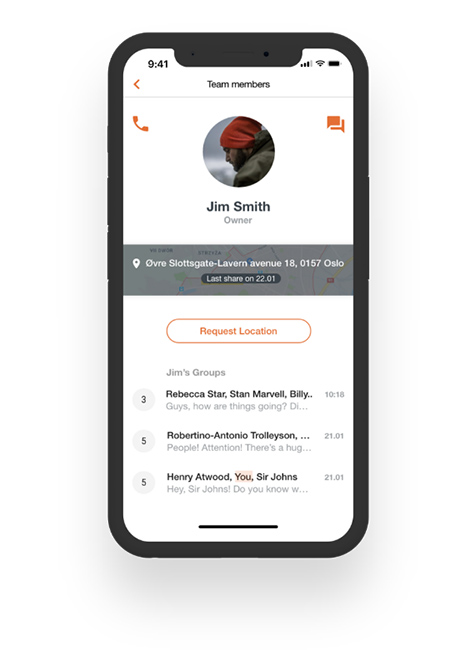 9:41
Team members
Jim Smith
Owner
Øvre Slottsgate-Lavern avenue 18, 0157 Oslo
Last share on 22.01
Request Location
Jim's Groups
3
Rebecca Star, Stan Marvell, Billy.. 10:18
Guys, how are things going? Di...
5
Robertino-Antonio Trolleyson, ... 21.01
People! Attention! There's a hug...
5
Henry Atwood, You, Sir Johns 21.01
Hey, Sir Johns! Do you know w...